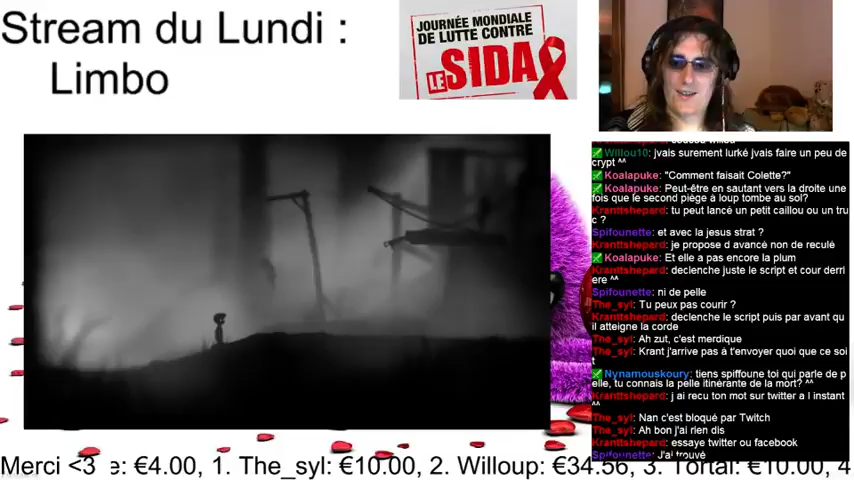 Stream du Lundi :
Limbo
JOURNÉE MONDIALE
DE LUTTE CONTRE
LE SIDA
Willou10: jvais surement lurké jvais faire un peu de
crypt ^^
Koalapuke: "Comment faisait Colette?"
Koalapuke: Peut-être en sautant vers la droite une
fois que le second piège à loup tombe au sol?
Kranttshepard: tu peut lancé un petit caillou ou un tru
c ?
Spifounette: et avec la jesus strat ?
Kranttshepard: je propose d avancé non de reculé
Koalapuke: Et elle a pas encore la plum
Kranttshepard: declenche juste le script et cour derr
iere ^^
Spifounette: ni de pelle
The_syl: Tu peux pas courir ?
Kranttshepard: declenche le script puis par avant qu
il atteigne la corde
The_syl: Ah zut, c'est merdique
The_syl: Krant j'arrive pas à t'envoyer quoi que ce soi
t
Nynamouskoury: tiens spiffoune toi qui parle de p
elle, tu connais la pelle itinérante de la mort? ^^
Kranttshepard: j ai recu ton mot sur twitter a l instant
^^
The_syl: Nan c'est bloqué par Twitch
The_syl: Ah bon j'ai rien dis
Kranttshepard: essaye twitter ou facebook
Spifounette: J'ai trouvé
Merci <3 e: €4.00, 1. The_syl: €10.00, 2. Willoup: €34.56, 3. Tortal: €10.00, 4